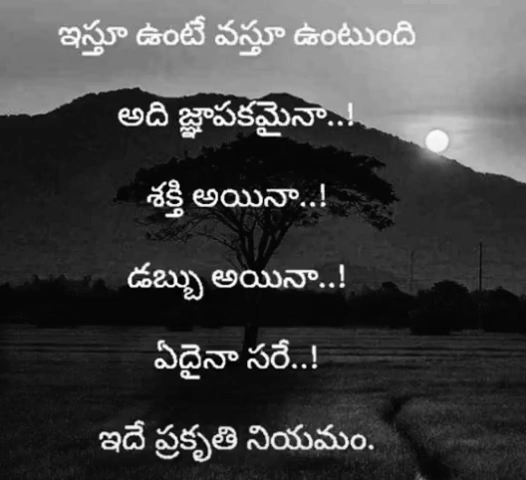 ఇస్తూ ఉంటే వస్తూ ఉంటుంది
అది జ్ఞాపకమైనా..!
శక్తి అయినా..!
డబ్బు అయినా..!
ఏదైనా సరే..!
ఇదే ప్రకృతి నియమం.